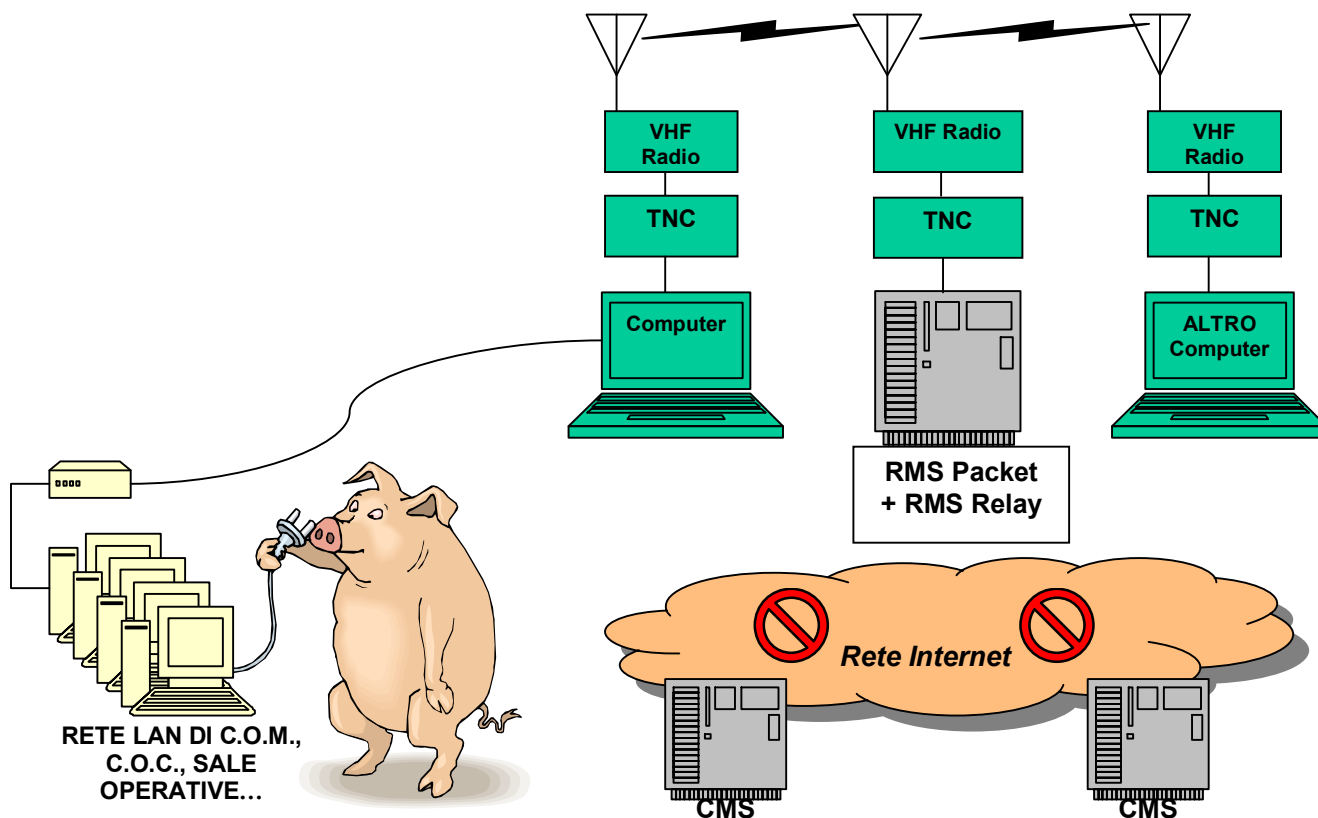 VHF
Radio
VHF Radio
VHF
Radio
TNC
TNC
TNC
Computer
ALTRO
Computer
RMS Packet
+ RMS Relay
Rete Internet
RETE LAN DI C.O.M.,
C.O.C., SALE
OPERATIVE…
CMS
CMS